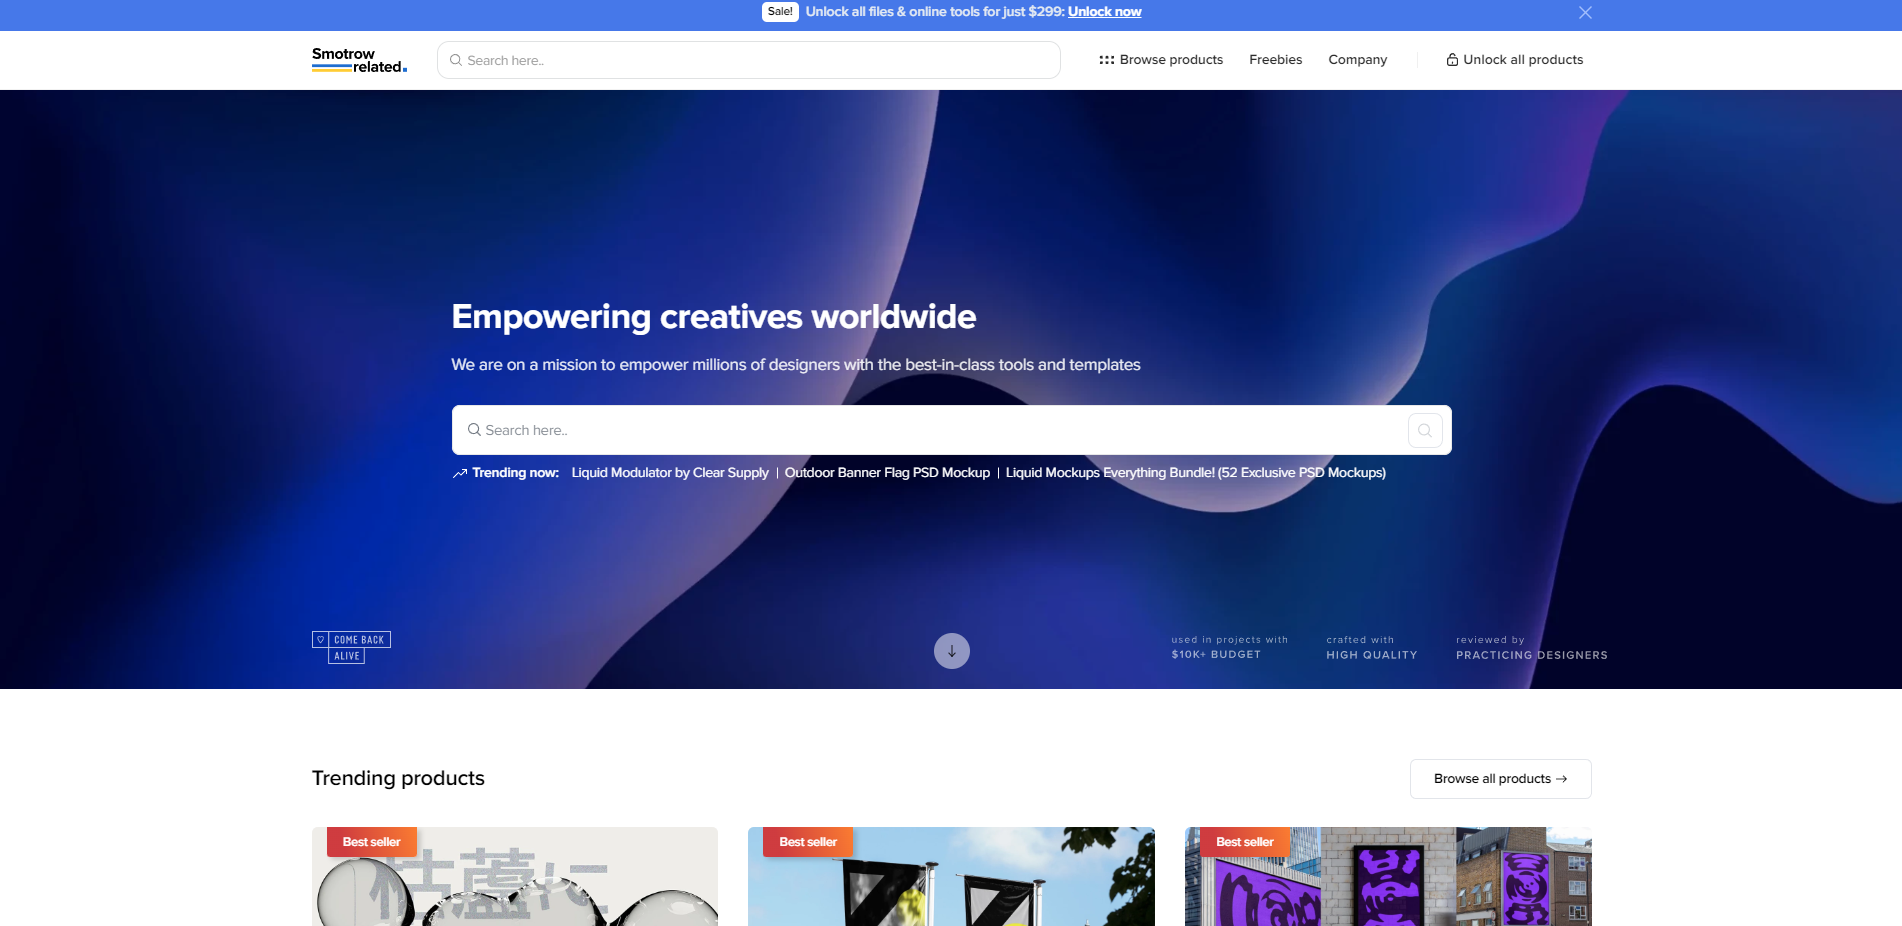 Sale! Unlock all files & online tools for just $299: Unlock now
Smotrow
related.
Search here..
Browse products
Freebies
Company
Unlock all products
Empowering creatives worldwide
We are on a mission to empower millions of designers with the best-in-class tools and templates
Search here..
Trending now: Liquid Modulator by Clear Supply | Outdoor Banner Flag PSD Mockup | Liquid Mockups Everything Bundle! (52 Exclusive PSD Mockups)
COME BACK
ALIVE
used in projects with
$10K+ BUDGET
crafted with
HIGH QUALITY
reviewed by
PRACTICING DESIGNERS
Trending products
Browse all products →
Best seller
Best seller
Best seller